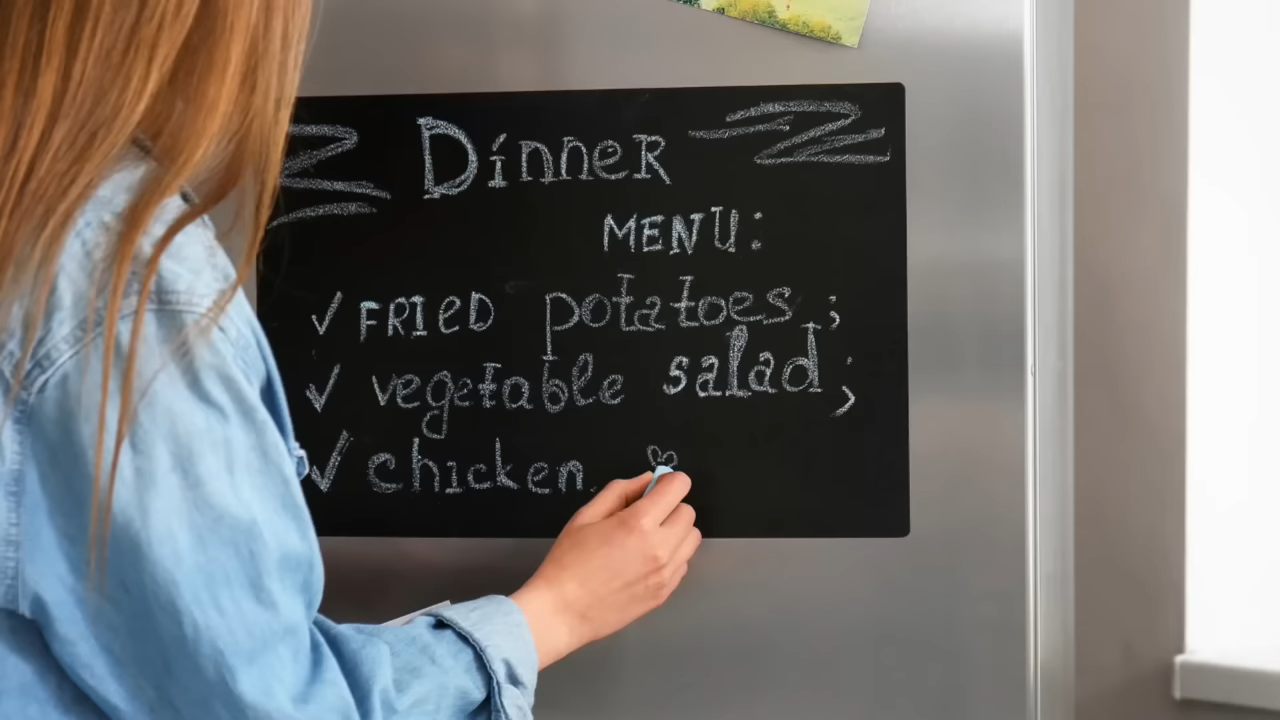 Dinner
MENU:
✓ FRIED potatoes ;
✓ vegetable salad ;
✓ chicken.